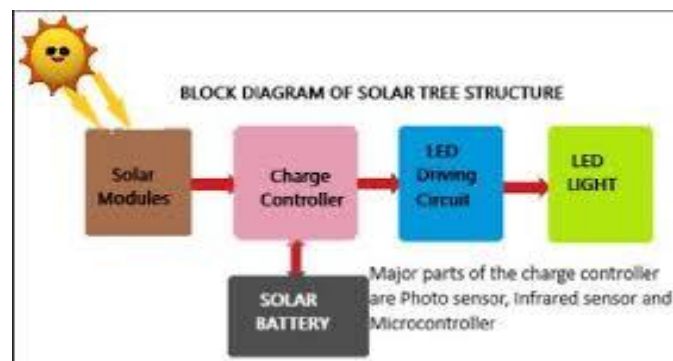 BLOCK DIAGRAM OF SOLAR TREE STRUCTURE
Solar
Modules
Charge
Controller
LED
Driving
Circuit
LED
LIGHT
SOLAR
BATTERY
Major parts of the charge controller
are Photo sensor, Infrared sensor and
Microcontroller